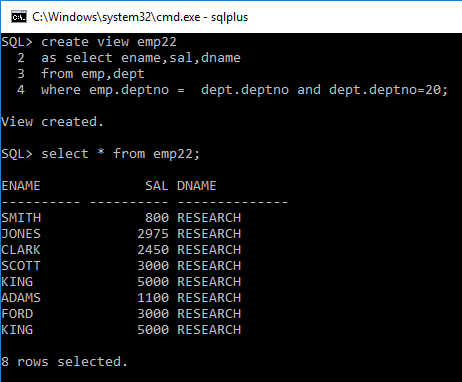 C:\Windows\system32\cmd.exe - sqlplus
SQL> create view emp22
  2  as select ename,sal,dname
  3  from emp,dept
  4  where emp.deptno =  dept.deptno and dept.deptno=20;
View created.
SQL> select * from emp22;
ENAME             SAL DNAME
---------- ---------- --------------
SMITH             800 RESEARCH
JONES            2975 RESEARCH
CLARK            2450 RESEARCH
SCOTT            3000 RESEARCH
KING             5000 RESEARCH
ADAMS            1100 RESEARCH
FORD             3000 RESEARCH
KING             5000 RESEARCH
8 rows selected.